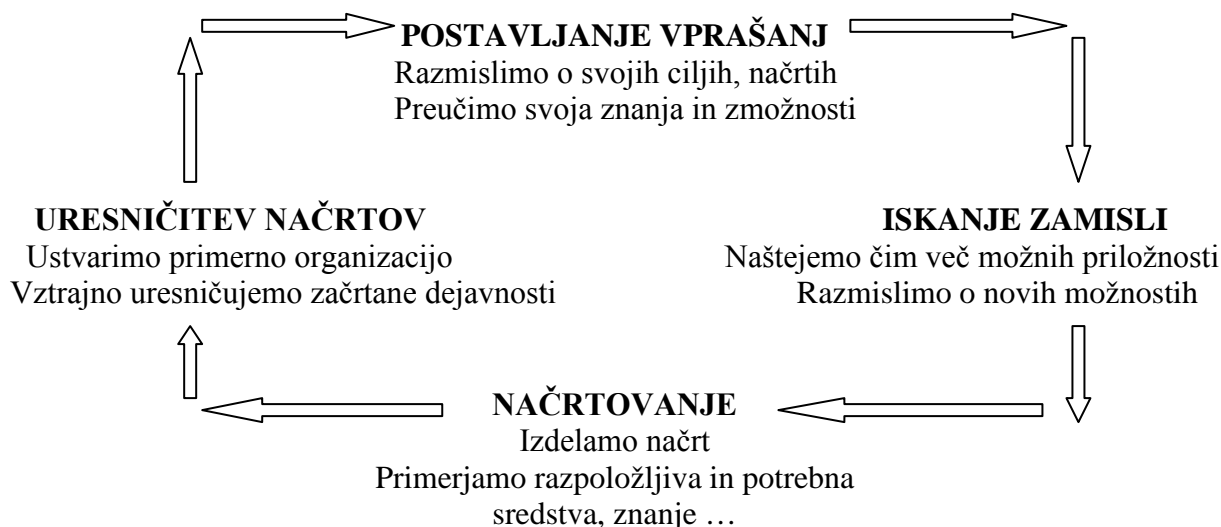 POSTAVLJANJE VPRAŠANJ
Razmislimo o svojih ciljih, načrtih
Preučimo svoja znanja in zmožnosti
URESNIČITEV NAČRTOV
Ustvarimo primerno organizacijo
Vztrajno uresničujemo začrtane dejavnosti
ISKANJE ZAMISLI
Naštejemo čim več možnih priložnosti
Razmislimo o novih možnostih
NAČRTOVANJE
Izdelamo načrt
Primerjamo razpoložljiva in potrebna
sredstva, znanje …